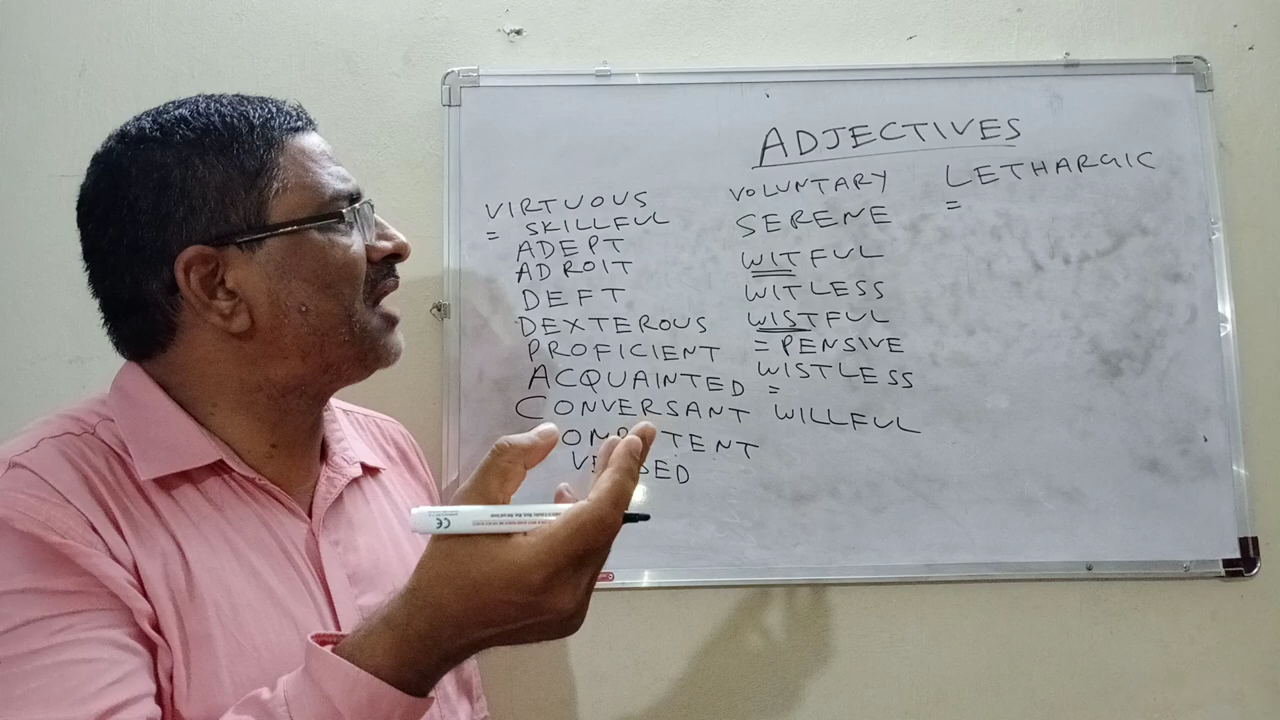 ADJECTIVES
VIRTUOUS
= SKILLFUL
ADEPT
ADROIT
DEFT
DEXTEROUS
PROFICIENT
ACQUAINTED
CONVERSANT
VOLUNTARY
SERENE
WITFUL
WITLESS
WISTFUL
= PENSIVE
WISTLESS
=
WILLFUL
LETHARGIC
=
CE